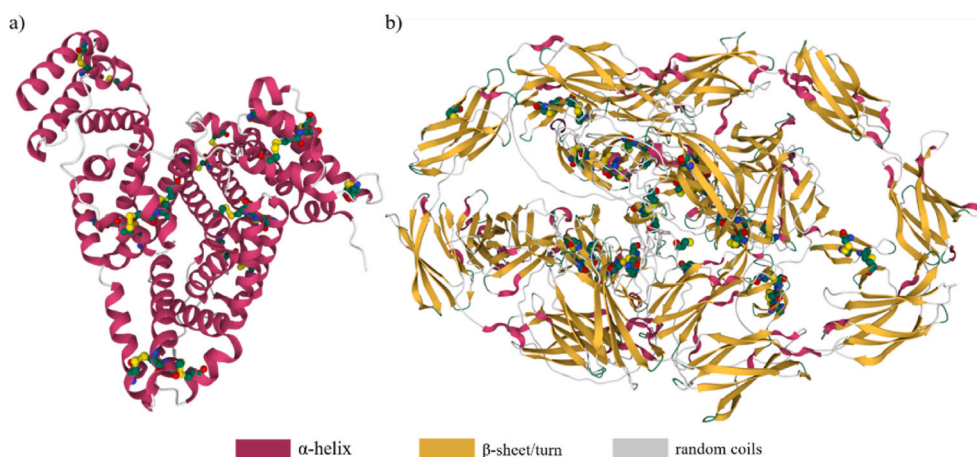 a)
b)
α-helix
β-sheet/turn
random coils